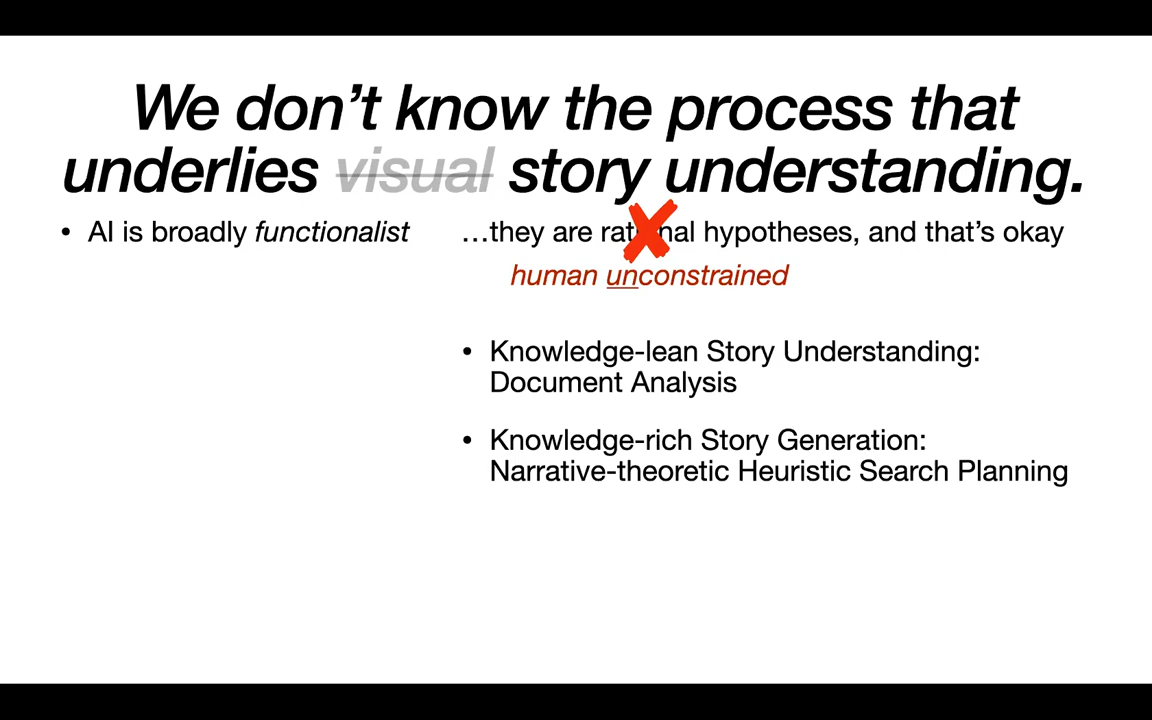 We don't know the process that
underlies visual story understanding.
• AI is broadly functionalist
…they are rational hypotheses, and that's okay
human unconstrained
• Knowledge-lean Story Understanding:
Document Analysis
• Knowledge-rich Story Generation:
Narrative-theoretic Heuristic Search Planning